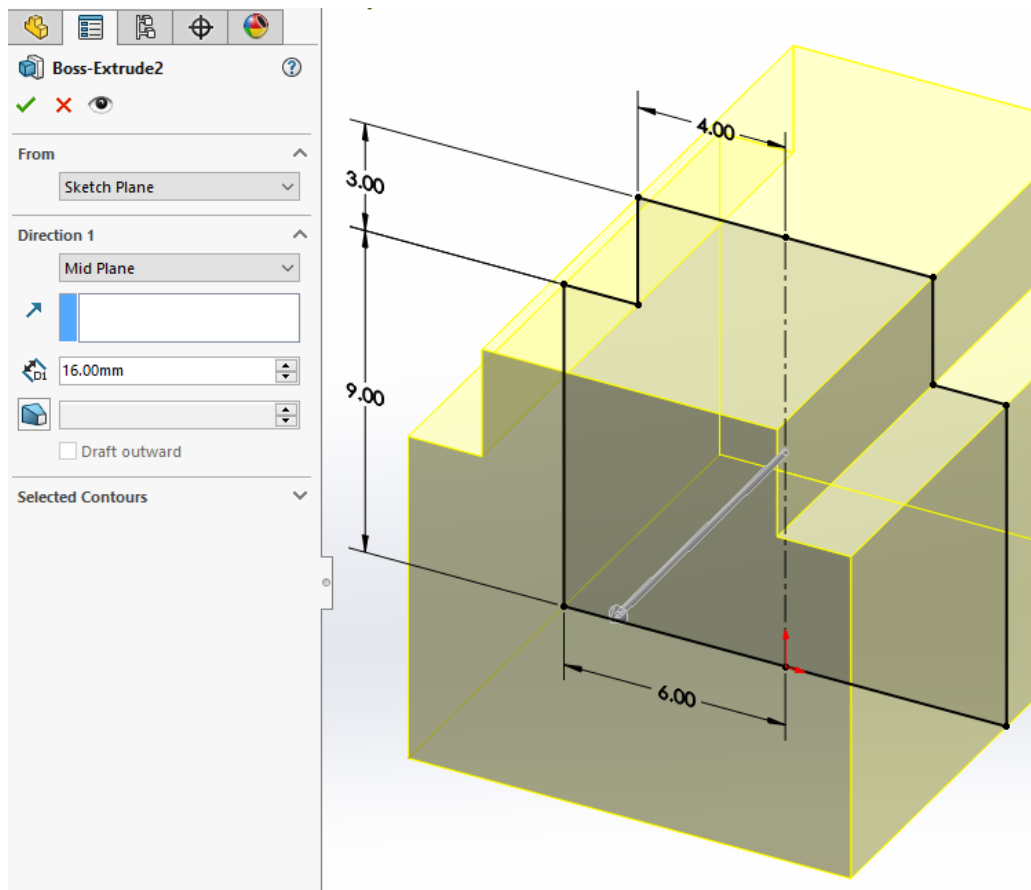 Boss-Extrude2
From
Sketch Plane
Direction 1
Mid Plane
D1
16.00mm
Draft outward
Selected Contours
4.00
3.00
9.00
6.00